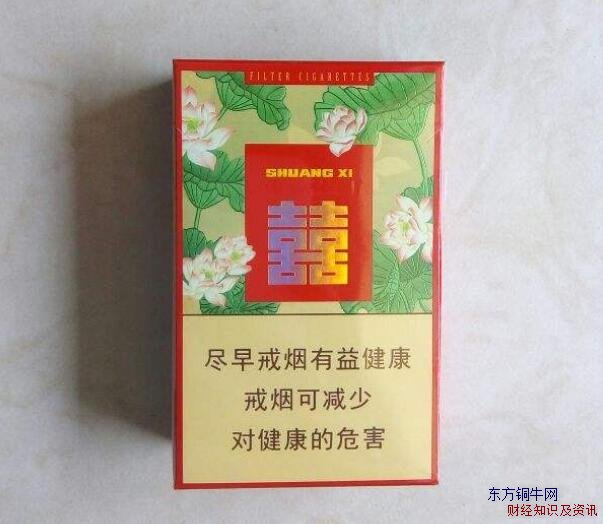 FILTER CIGARETTES
SHUANG XI
囍
尽早戒烟有益健康
戒烟可减少
对健康的危害
东方铜牛网
财经知识及资讯